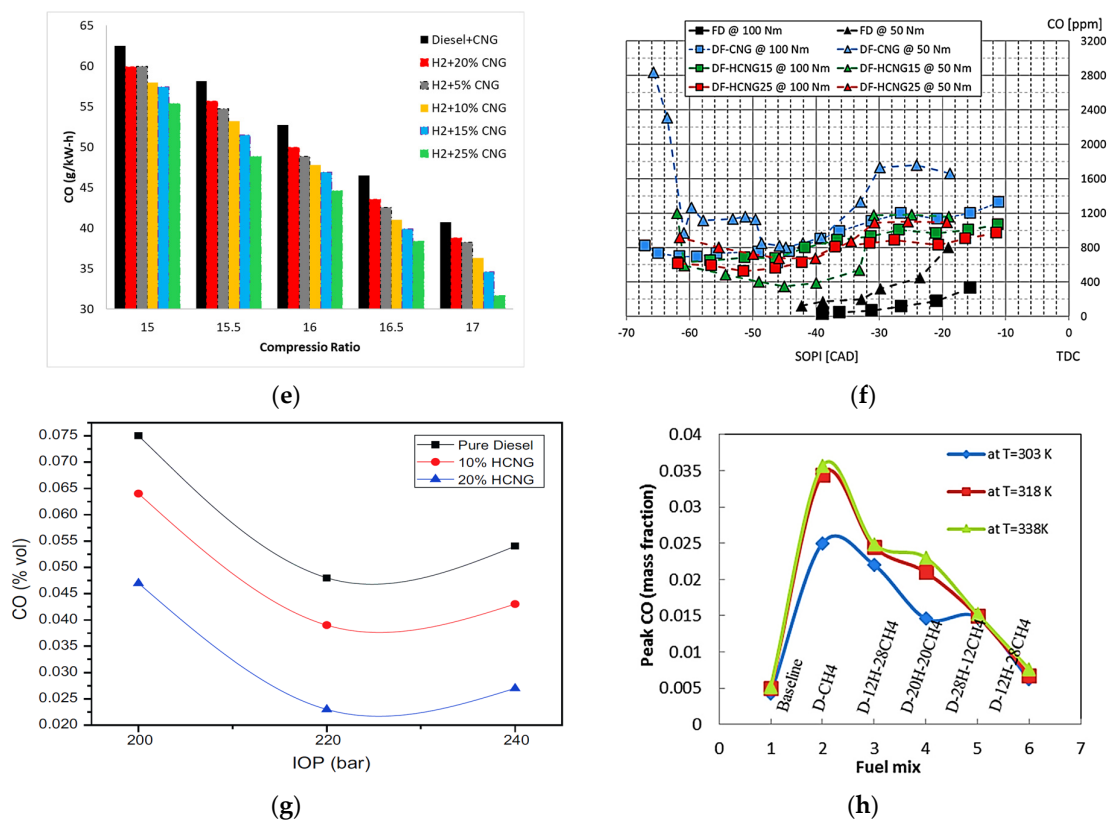 65
60
55
50
45
40
35
30
CO (g/kW-h)
15
15.5
16
16.5
17
Compressio Ratio
Diesel+CNG
H2+20% CNG
H2+5% CNG
H2+10% CNG
H2+15% CNG
H2+25% CNG
(e)
FD @ 100 Nm
FD @ 50 Nm
DF-CNG @ 100 Nm
DF-CNG @ 50 Nm
DF-HCNG15 @ 100 Nm
DF-HCNG15 @ 50 Nm
DF-HCNG25 @ 100 Nm
DF-HCNG25 @ 50 Nm
CO [ppm]
3200
2800
2400
2000
1600
1200
800
400
0
-70
-60
-50
-40
-30
-20
-10
0
SOPI [CAD]
TDC
(f)
0.075
0.070
0.065
0.060
0.055
0.050
0.045
0.040
0.035
0.030
0.025
0.020
CO (% vol)
200
220
240
IOP (bar)
Pure Diesel
10% HCNG
20% HCNG
(g)
0.04
0.035
0.03
0.025
0.02
0.015
0.01
0.005
0
Peak CO (mass fraction)
at T=303 K
at T=318 K
at T=338K
Baseline
D-CH4
D-12H-28CH4
D-20H-20CH4
D-28H-12CH4
D-12H-28CH4
0
1
2
3
4
5
6
7
Fuel mix
(h)